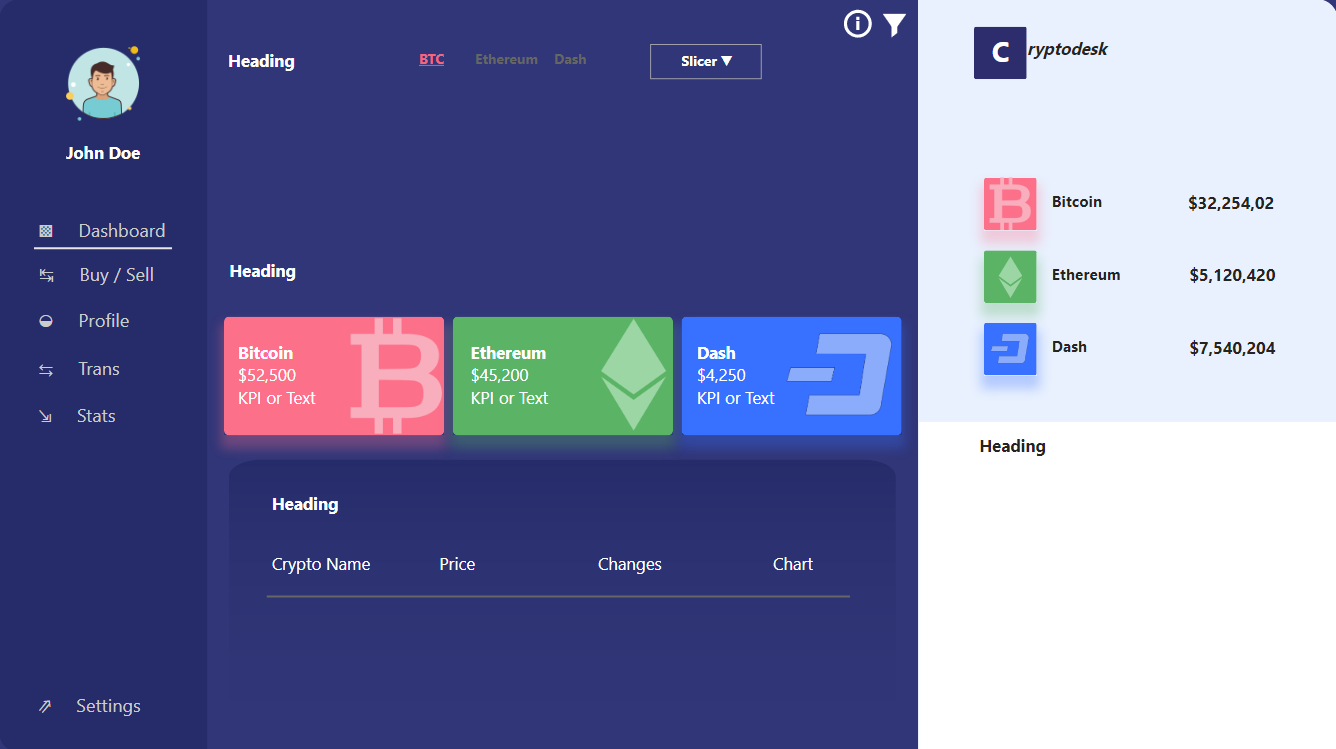 John Doe
Dashboard
Buy / Sell
Profile
Trans
Stats
Settings
Heading
BTC Ethereum Dash
Slicer ▼
Heading
Bitcoin
$52,500
KPI or Text
Ethereum
$45,200
KPI or Text
Dash
$4,250
KPI or Text
Heading
Crypto Name Price Changes Chart
C ryptodesk
Bitcoin $32,254,02
Ethereum $5,120,420
Dash $7,540,204
Heading